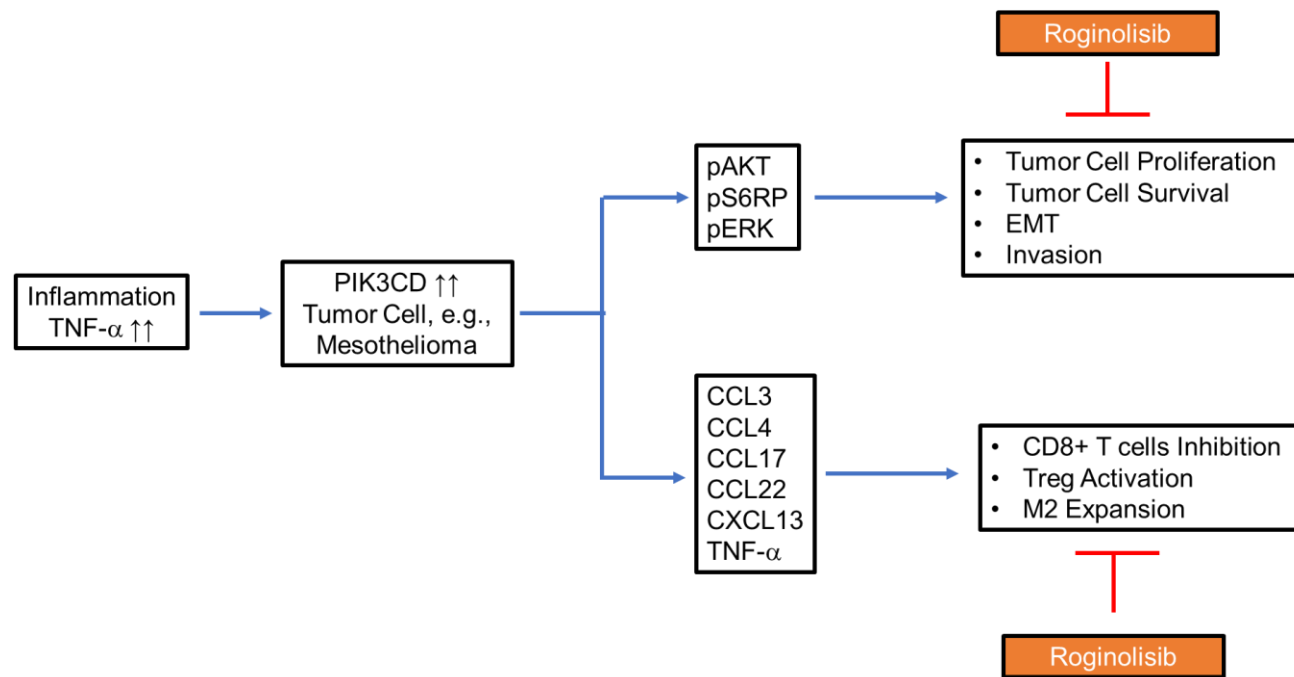 Roginolisib
pAKT
pS6RP
pERK
• Tumor Cell Proliferation
• Tumor Cell Survival
• EMT
• Invasion
Inflammation
TNF-α ↑↑
PIK3CD ↑↑
Tumor Cell, e.g.,
Mesothelioma
CCL3
CCL4
CCL17
CCL22
CXCL13
TNF-α
• CD8+ T cells Inhibition
• Treg Activation
• M2 Expansion
Roginolisib